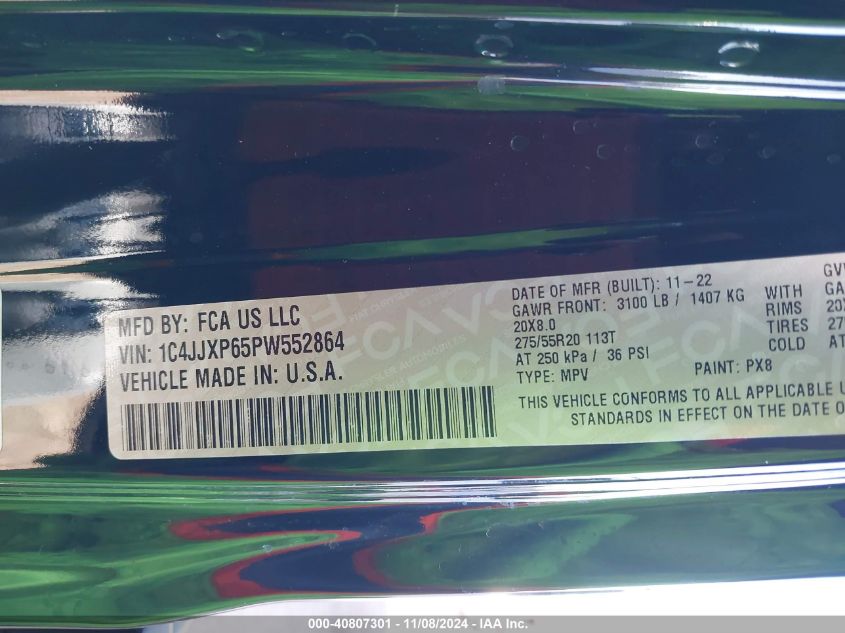 MFD BY: FCA US LLC
VIN: 1C4JJXP65PW552864
VEHICLE MADE IN: U.S.A.
DATE OF MFR (BUILT): 11-22
GAWR FRONT: 3100 LB / 1407 KG WITH
20X8.0 RIMS
275/55R20 113T TIRES
AT 250 kPa / 36 PSI COLD
TYPE: MPV PAINT: PX8
THIS VEHICLE CONFORMS TO ALL APPLICABLE
STANDARDS IN EFFECT ON THE DATE
000-40807301 - 11/08/2024 - IAA Inc.